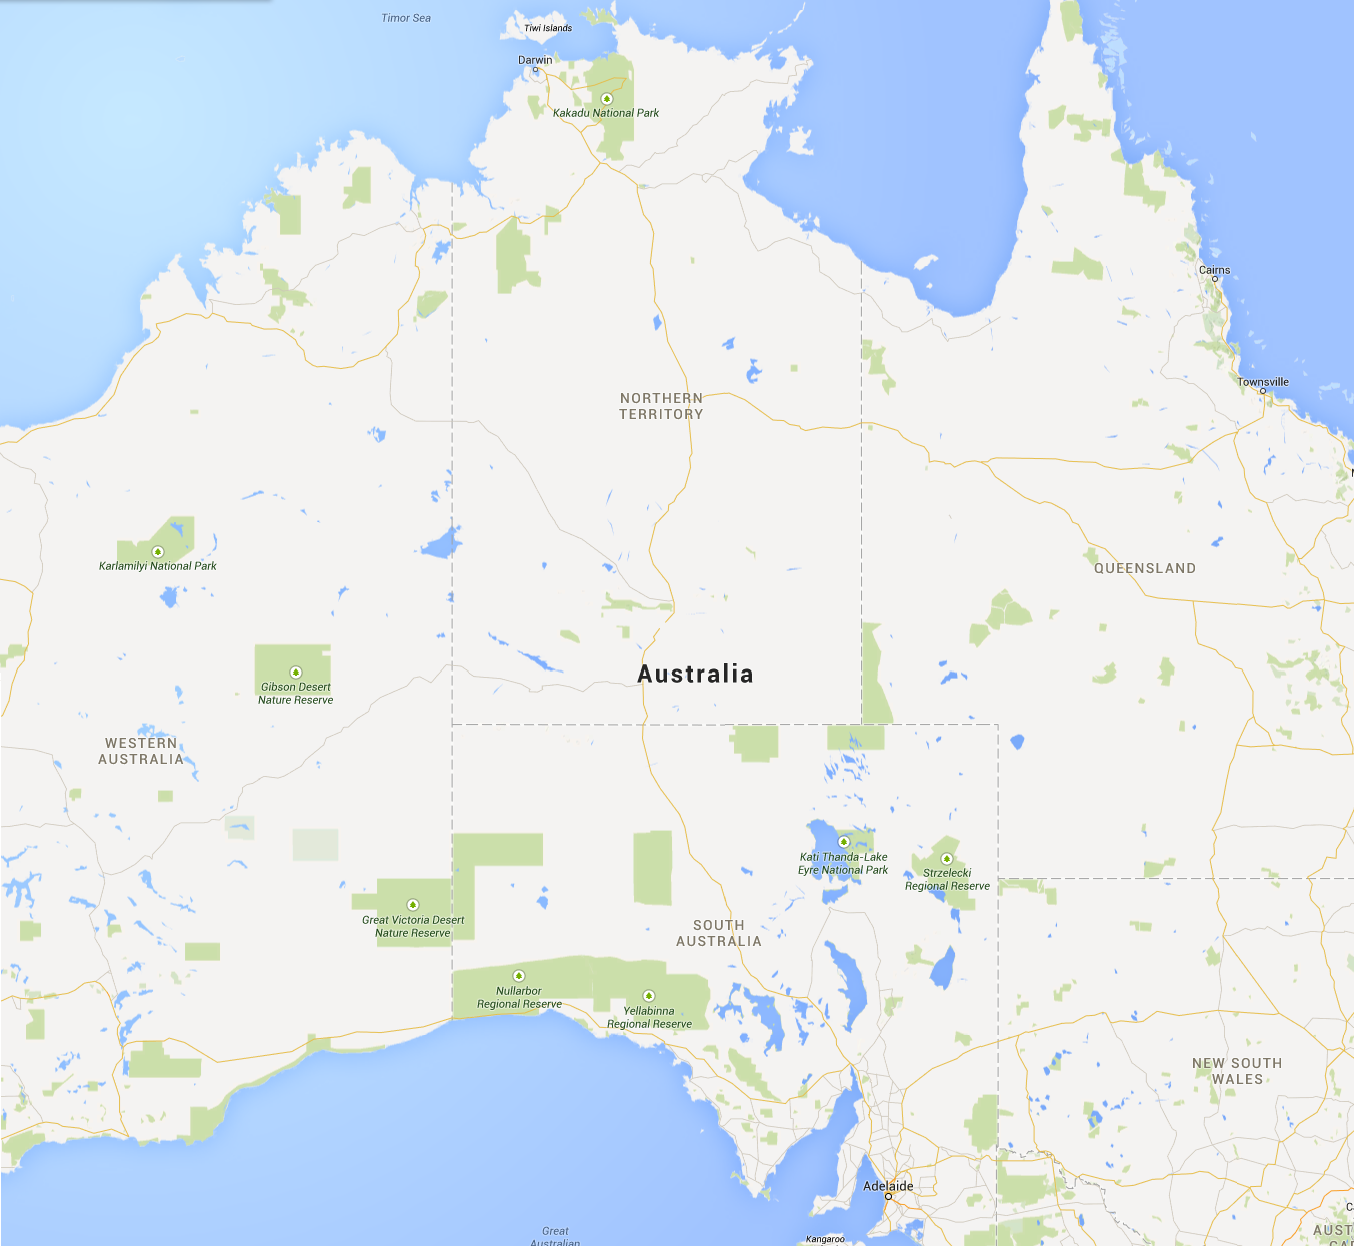 Timor Sea
Tiwi Islands
Darwin
Kakadu National Park
Cairns
Townsville
NORTHERN
TERRITORY
Karlamilyi National Park
QUEENSLAND
Australia
Gibson Desert
Nature Reserve
WESTERN
AUSTRALIA
Kati Thanda-Lake
Eyre National Park
Strzelecki
Regional Reserve
Great Victoria Desert
Nature Reserve
SOUTH
AUSTRALIA
Nullarbor
Regional Reserve
Yellabinna
Regional Reserve
NEW SOUTH
WALES
Adelaide
Great
Australian
Kangaroo
AUST